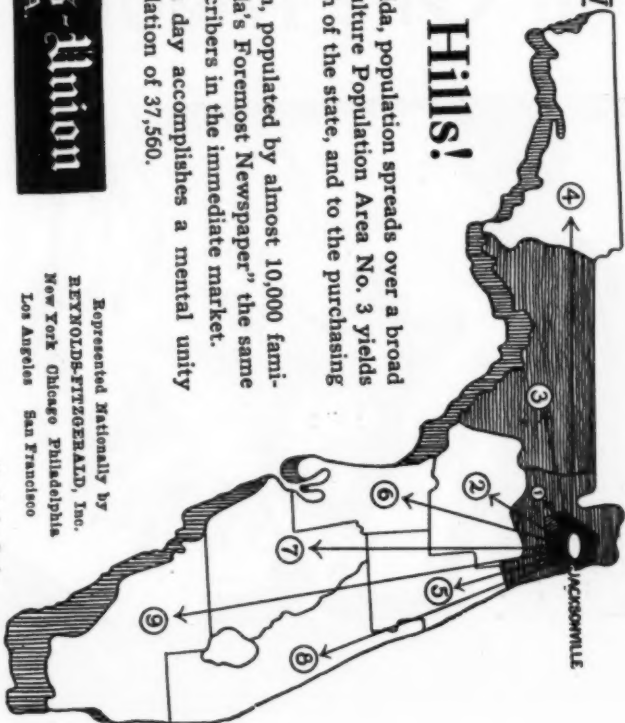 Hills!
ida, population spreads over a broad
ulture Population Area No. 3 yields
n of the state, and to the purchasing
n, populated by almost 10,000 fami-
la's Foremost Newspaper" the same
cribers in the immediate market.
day accomplishes a mental unity
lation of 37,560.
-Union
Represented Nationally by
REYNOLDS-FITZGERALD, Inc.
New York Chicago Philadelphia
Los Angeles San Francisco
JACKSONVILLE
1
2
3
4
5
6
7
8
9